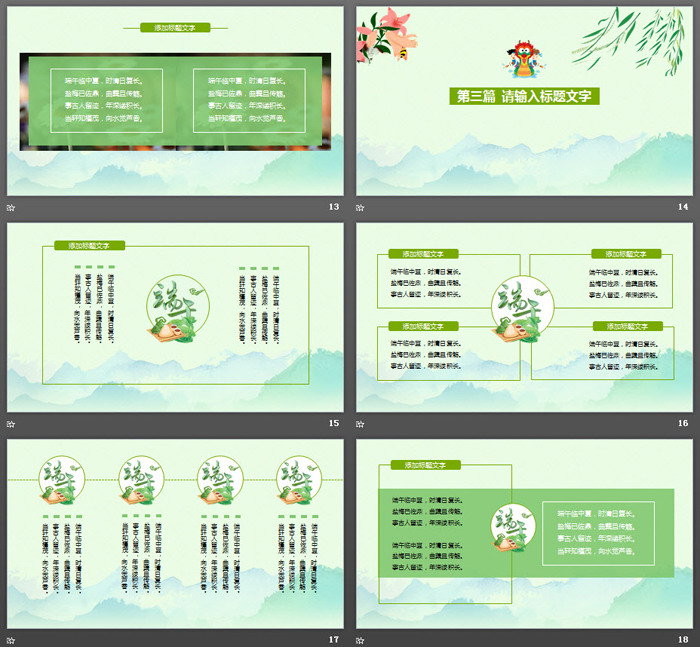 添加标题文字
端午临中夏，时清日复长。
盐梅已佐鼎，曲糵且传觞。
事古人留迹，年深缕积长。
当轩知槿茂，向水觉芦香。
端午临中夏，时清日复长。
盐梅已佐鼎，曲糵且传觞。
事古人留迹，年深缕积长。
当轩知槿茂，向水觉芦香。
13
第三篇 请输入标题文字
14
添加标题文字
端午临中夏，时清日复长。
盐梅已佐鼎，曲糵且传觞。
事古人留迹，年深缕积长。
当轩知槿茂，向水觉芦香。
端午
端午临中夏，时清日复长。
盐梅已佐鼎，曲糵且传觞。
事古人留迹，年深缕积长。
当轩知槿茂，向水觉芦香。
15
添加标题文字
端午临中夏，时清日复长。
盐梅已佐鼎，曲糵且传觞。
事古人留迹，年深缕积长。
添加标题文字
端午临中夏，时清日复长。
盐梅已佐鼎，曲糵且传觞。
事古人留迹，年深缕积长。
端午
添加标题文字
端午临中夏，时清日复长。
盐梅已佐鼎，曲糵且传觞。
事古人留迹，年深缕积长。
添加标题文字
端午临中夏，时清日复长。
盐梅已佐鼎，曲糵且传觞。
事古人留迹，年深缕积长。
16
端午
端午临中夏，时清日复长。
盐梅已佐鼎，曲糵且传觞。
事古人留迹，年深缕积长。
当轩知槿茂，向水觉芦香。
端午
端午临中夏，时清日复长。
盐梅已佐鼎，曲糵且传觞。
事古人留迹，年深缕积长。
当轩知槿茂，向水觉芦香。
端午
端午临中夏，时清日复长。
盐梅已佐鼎，曲糵且传觞。
事古人留迹，年深缕积长。
当轩知槿茂，向水觉芦香。
端午
端午临中夏，时清日复长。
盐梅已佐鼎，曲糵且传觞。
事古人留迹，年深缕积长。
当轩知槿茂，向水觉芦香。
17
添加标题文字
端午临中夏，时清日复长。
盐梅已佐鼎，曲糵且传觞。
事古人留迹，年深缕积长。
端午临中夏，时清日复长。
盐梅已佐鼎，曲糵且传觞。
事古人留迹，年深缕积长。
端午
端午临中夏，时清日复长。
盐梅已佐鼎，曲糵且传觞。
事古人留迹，年深缕积长。
当轩知槿茂，向水觉芦香。
18